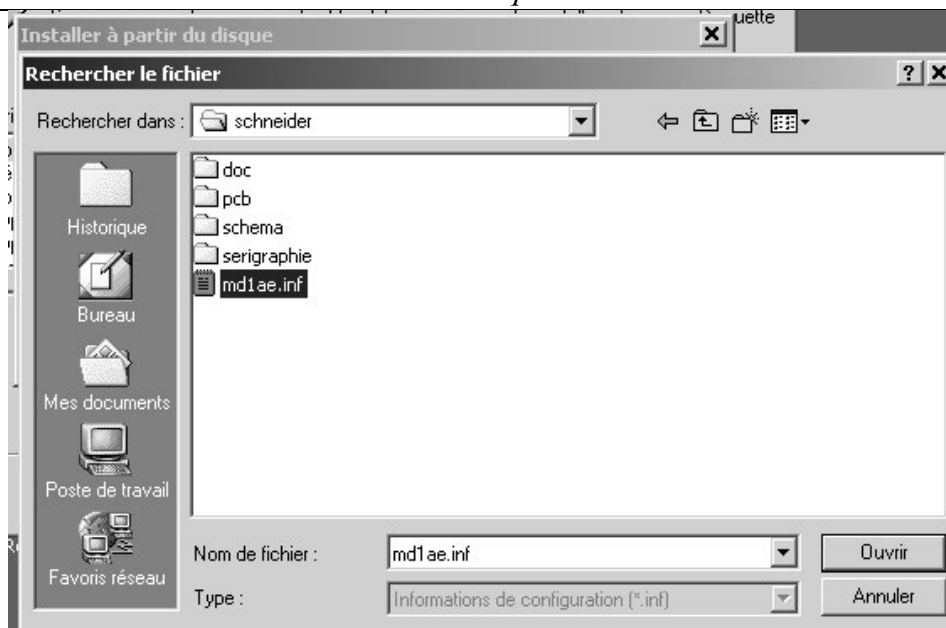 uette
Installer à partir du disque
Rechercher le fichier
Rechercher dans : schneider
doc
pcb
schema
serigraphie
md1ae.inf
Historique
Bureau
Mes documents
Poste de travail
Favoris réseau
Nom de fichier : md1ae.inf Ouvrir
Type : Informations de configuration (*.inf) Annuler